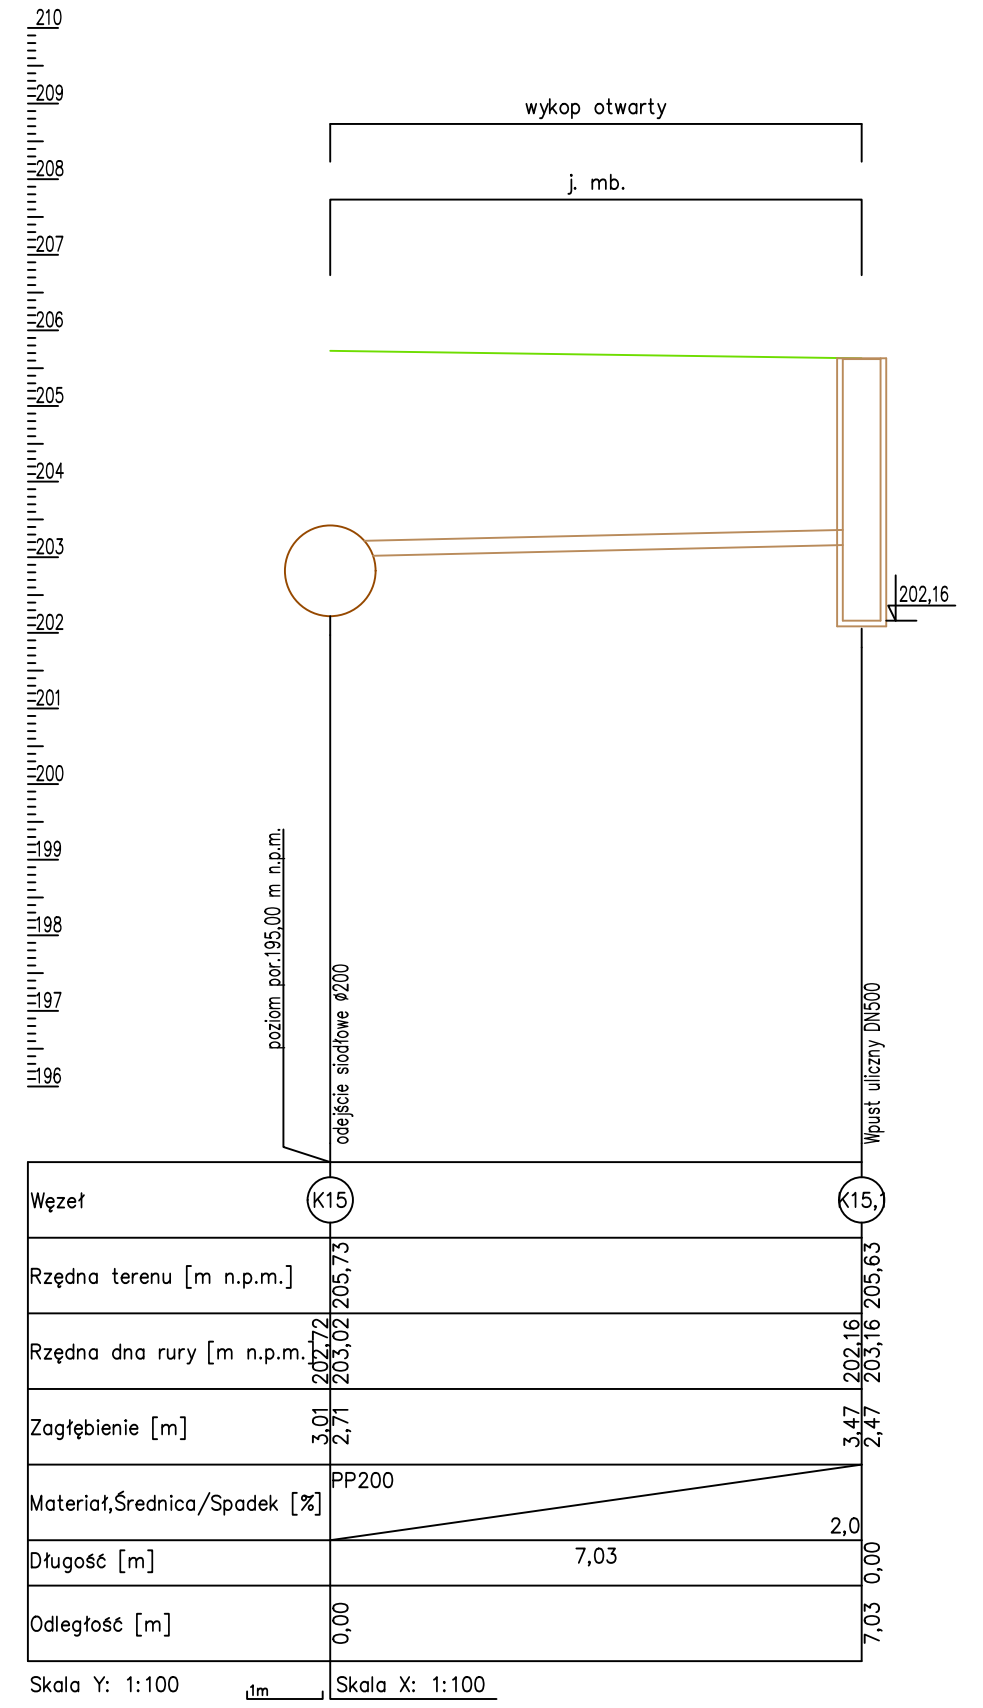 210
209
wykop otwarty
208
j. mb.
207
206
205
204
203
202,16
202
201
200
199
198
197
196
poziom por.195,00 m n.p.m.
odejście siodłowe ø200
Wpust uliczny DN500
Węzeł K15 K15,1
Rzędna terenu [m n.p.m.] 205,73 205,63
Rzędna dna rury [m n.p.m.] 202,72 203,02 202,16 203,16
Zagłębienie [m] 3,01 2,71 3,47 2,47
PP200
Materiał,Średnica/Spadek [%]
2,0
Długość [m] 7,03 0,00
Odległość [m] 0,00 7,03
Skala Y: 1:100 1m Skala X: 1:100